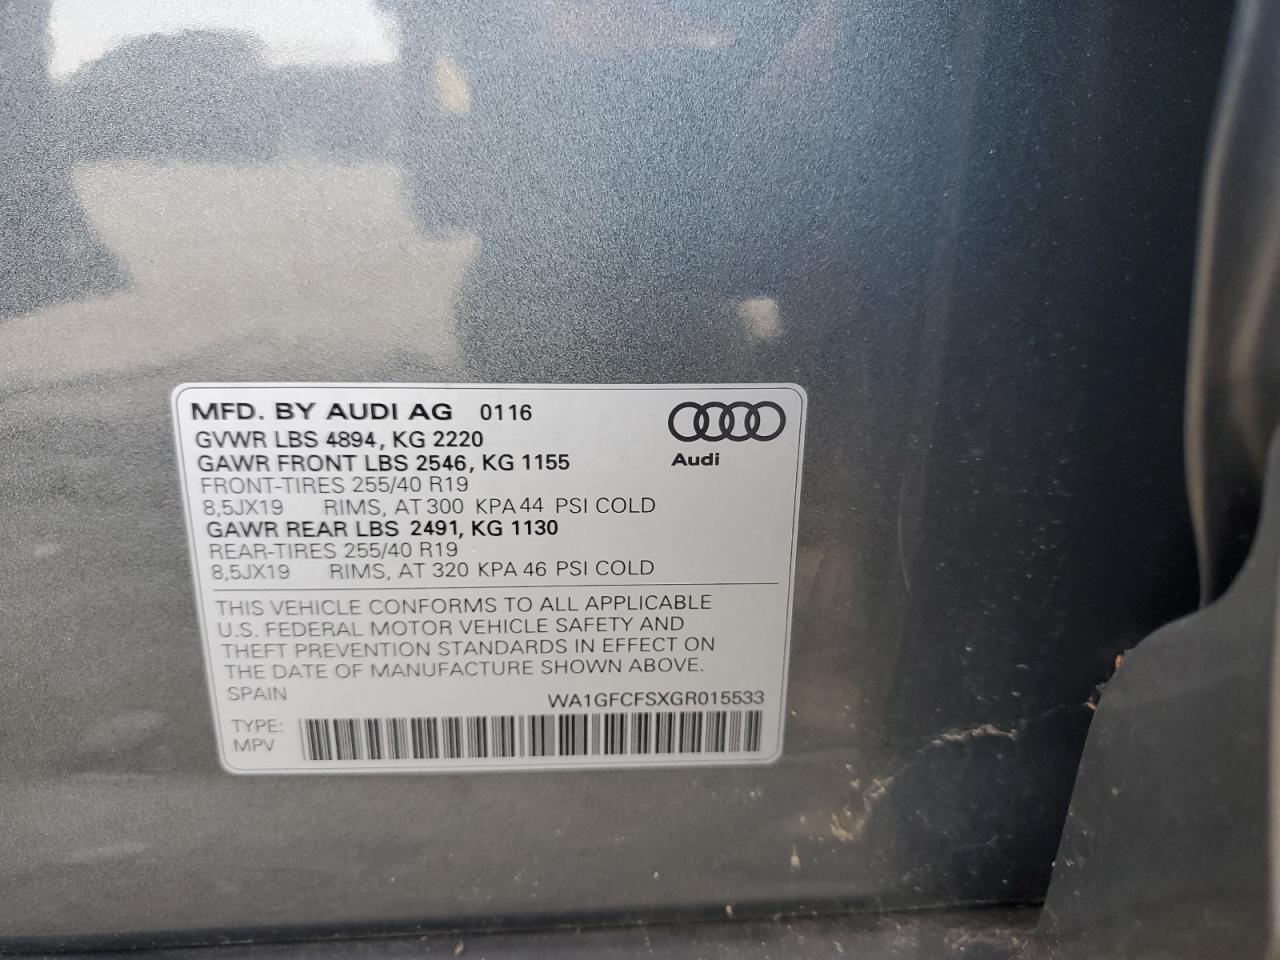 MFD. BY AUDI AG 0116
GVWR LBS 4894, KG 2220
GAWR FRONT LBS 2546, KG 1155
FRONT-TIRES 255/40 R19
8,5JX19 RIMS, AT 300 KPA 44 PSI COLD
GAWR REAR LBS 2491, KG 1130
REAR-TIRES 255/40 R19
8,5JX19 RIMS, AT 320 KPA 46 PSI COLD
Audi
THIS VEHICLE CONFORMS TO ALL APPLICABLE
U.S. FEDERAL MOTOR VEHICLE SAFETY AND
THEFT PREVENTION STANDARDS IN EFFECT ON
THE DATE OF MANUFACTURE SHOWN ABOVE.
SPAIN WA1GFCFSXGR015533
TYPE:
MPV